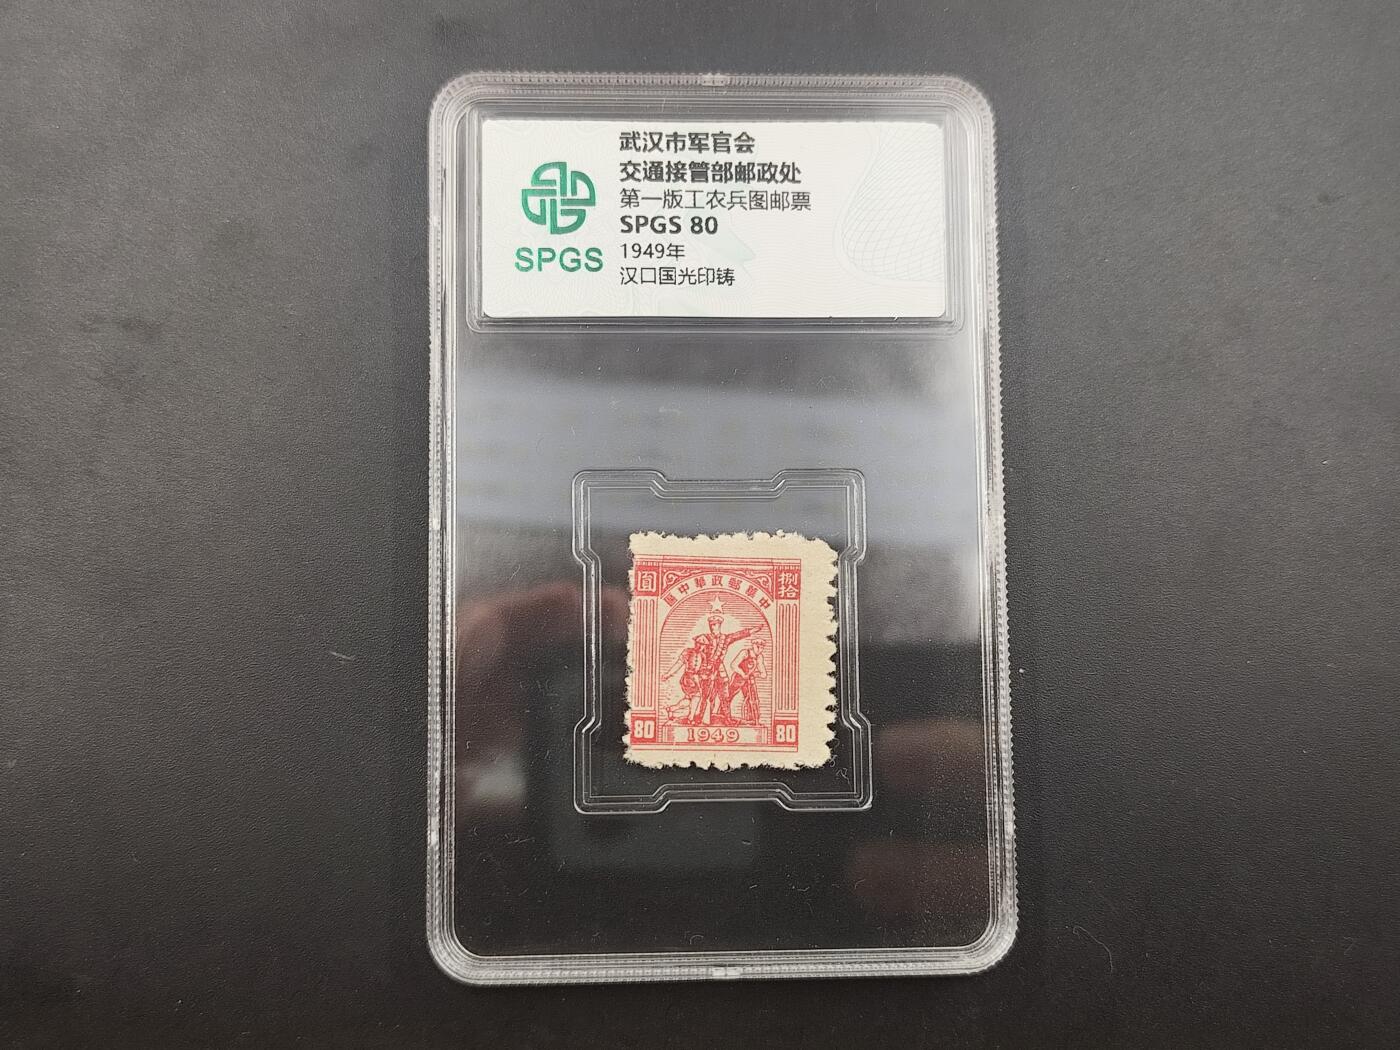 武汉市军官会
交通接管部邮政处
第一版工农兵图邮票
SPGS 80
1949年
汉口国光印铸
SPGS
圆
捌拾
區中華政郵華中
80
1949
80